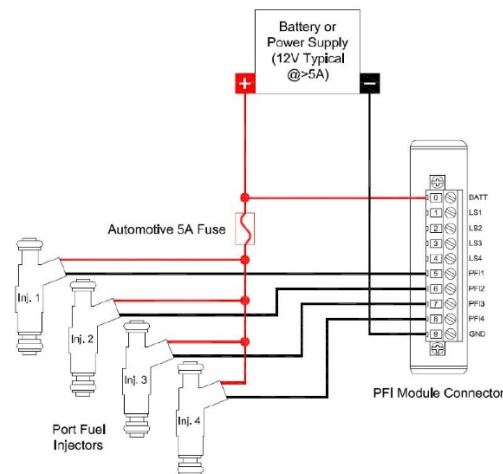 Battery or
Power Supply
(12V Typical
@>5A)
+
−
Automotive 5A Fuse
0 BATT
1 LS1
2 LS2
3 LS3
4 LS4
5 PFI1
6 PFI2
7 PFI3
8 PFI4
9 GND
Inj. 1
Inj. 2
Inj. 3
Inj. 4
Port Fuel
Injectors
PFI Module Connector